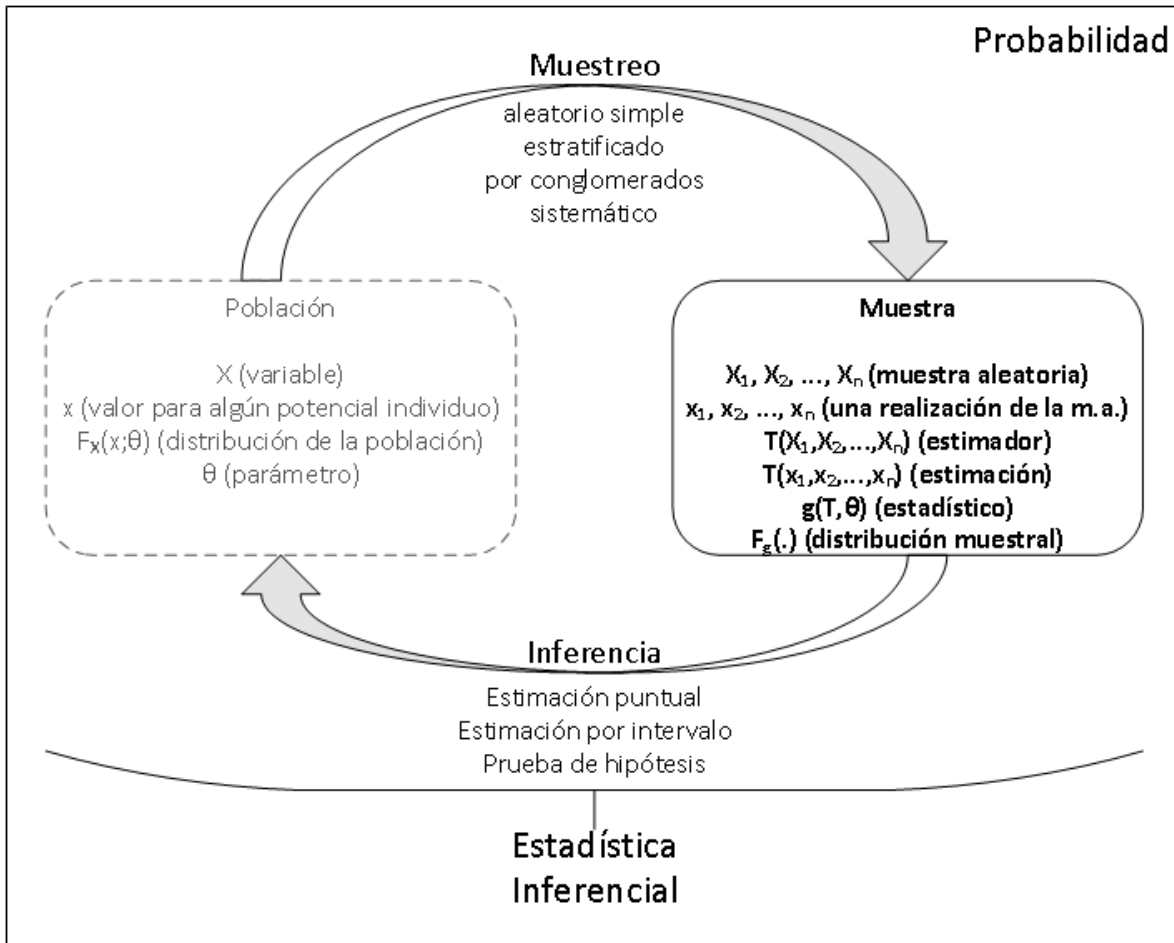 Probabilidad
Muestreo
aleatorio simple
estratificado
por conglomerados
sistemático
Población
X (variable)
x (valor para algún potencial individuo)
Fₓ(x;θ) (distribución de la población)
θ (parámetro)
Muestra
X₁, X₂, ..., Xₙ (muestra aleatoria)
x₁, x₂, ..., xₙ (una realización de la m.a.)
T(X₁,X₂,...,Xₙ) (estimador)
T(x₁,x₂,...,xₙ) (estimación)
g(T,θ) (estadístico)
F_g(.) (distribución muestral)
Inferencia
Estimación puntual
Estimación por intervalo
Prueba de hipótesis
Estadística
Inferencial